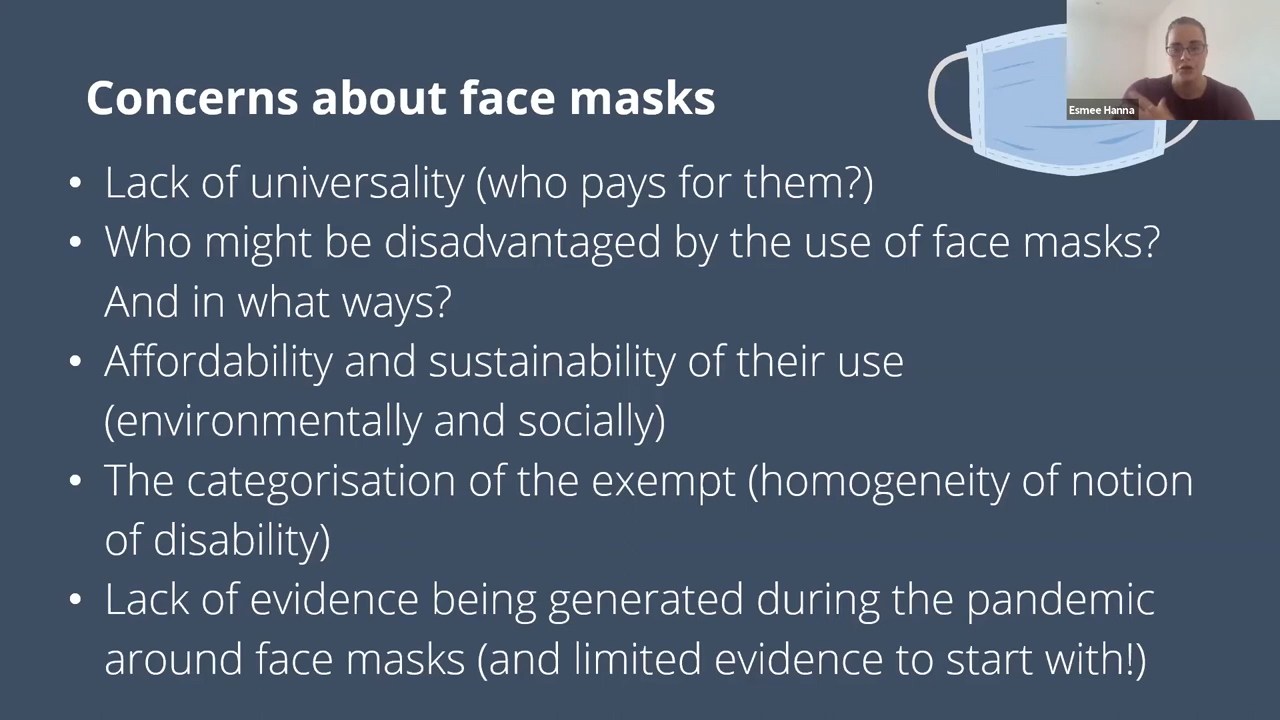 Esmee Hanna
Concerns about face masks
• Lack of universality (who pays for them?)
• Who might be disadvantaged by the use of face masks?
And in what ways?
• Affordability and sustainability of their use
(environmentally and socially)
• The categorisation of the exempt (homogeneity of notion
of disability)
• Lack of evidence being generated during the pandemic
around face masks (and limited evidence to start with!)